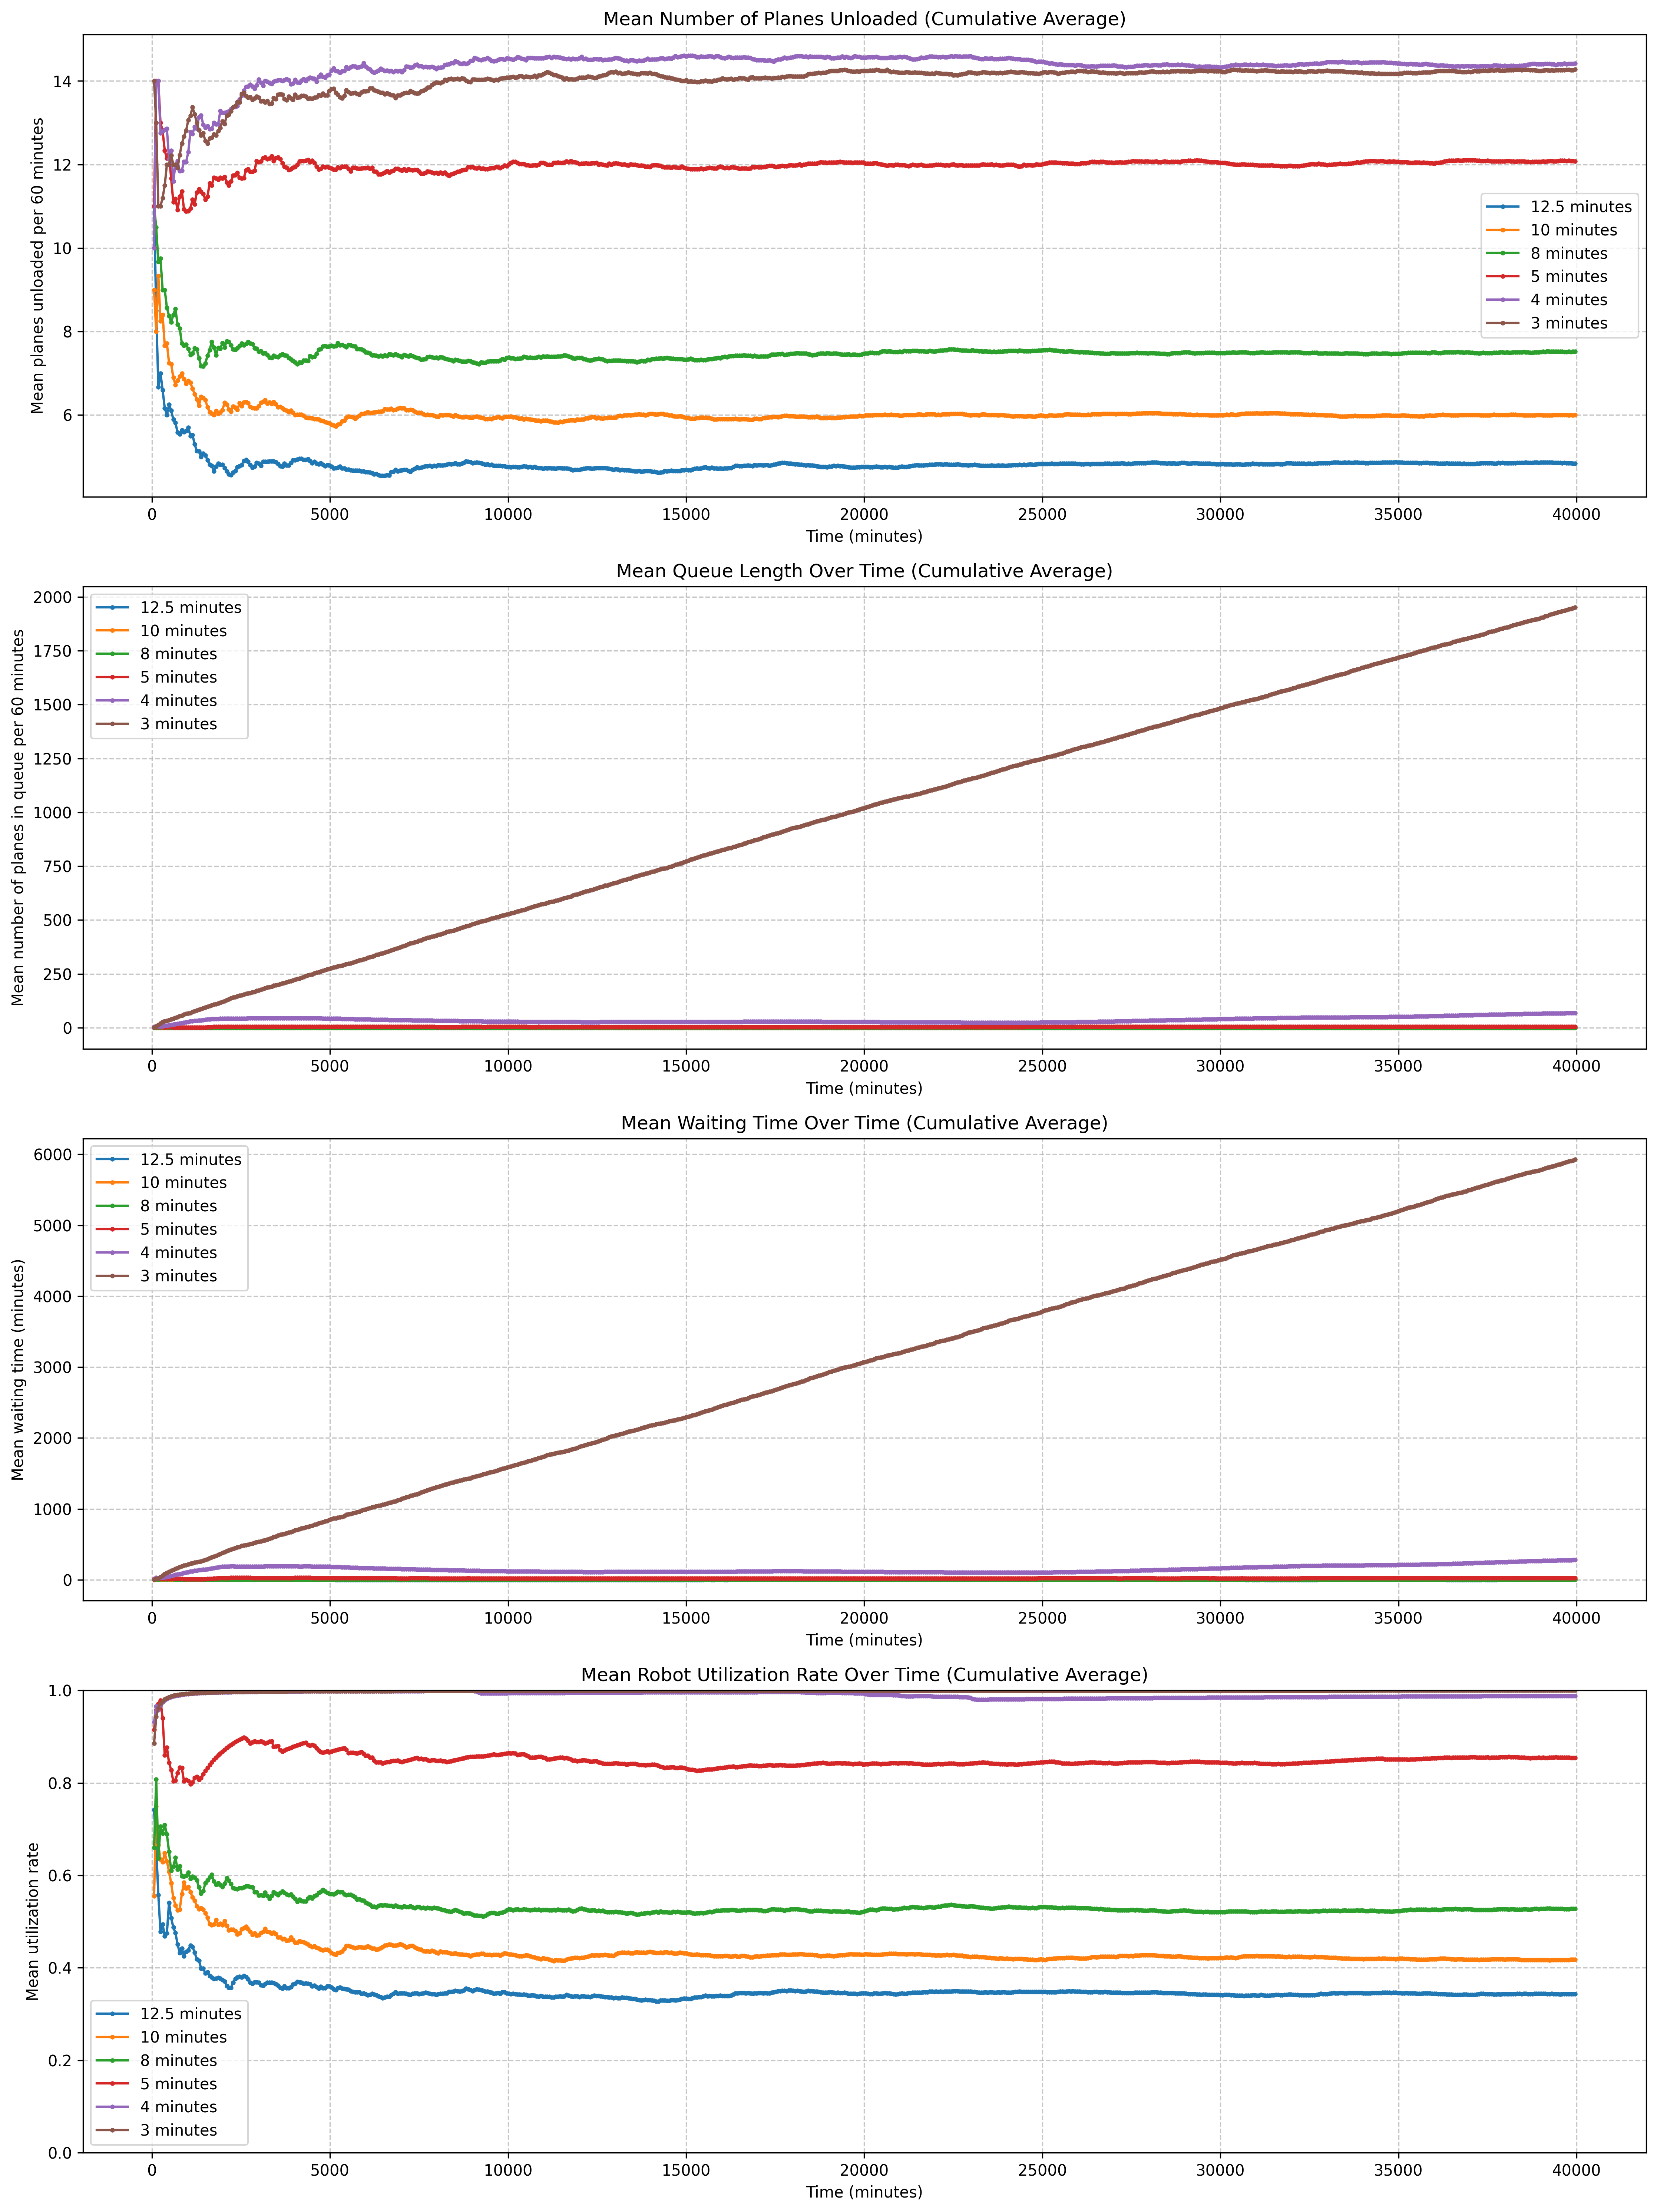 Mean Number of Planes Unloaded (Cumulative Average)
Mean planes unloaded per 60 minutes
14
12
10
8
6
12.5 minutes
10 minutes
8 minutes
5 minutes
4 minutes
3 minutes
0 5000 10000 15000 20000 25000 30000 35000 40000
Time (minutes)
Mean Queue Length Over Time (Cumulative Average)
Mean number of planes in queue per 60 minutes
2000
1750
1500
1250
1000
750
500
250
0
12.5 minutes
10 minutes
8 minutes
5 minutes
4 minutes
3 minutes
0 5000 10000 15000 20000 25000 30000 35000 40000
Time (minutes)
Mean Waiting Time Over Time (Cumulative Average)
Mean waiting time (minutes)
6000
5000
4000
3000
2000
1000
0
12.5 minutes
10 minutes
8 minutes
5 minutes
4 minutes
3 minutes
0 5000 10000 15000 20000 25000 30000 35000 40000
Time (minutes)
Mean Robot Utilization Rate Over Time (Cumulative Average)
Mean utilization rate
1.0
0.8
0.6
0.4
0.2
0.0
12.5 minutes
10 minutes
8 minutes
5 minutes
4 minutes
3 minutes
0 5000 10000 15000 20000 25000 30000 35000 40000
Time (minutes)